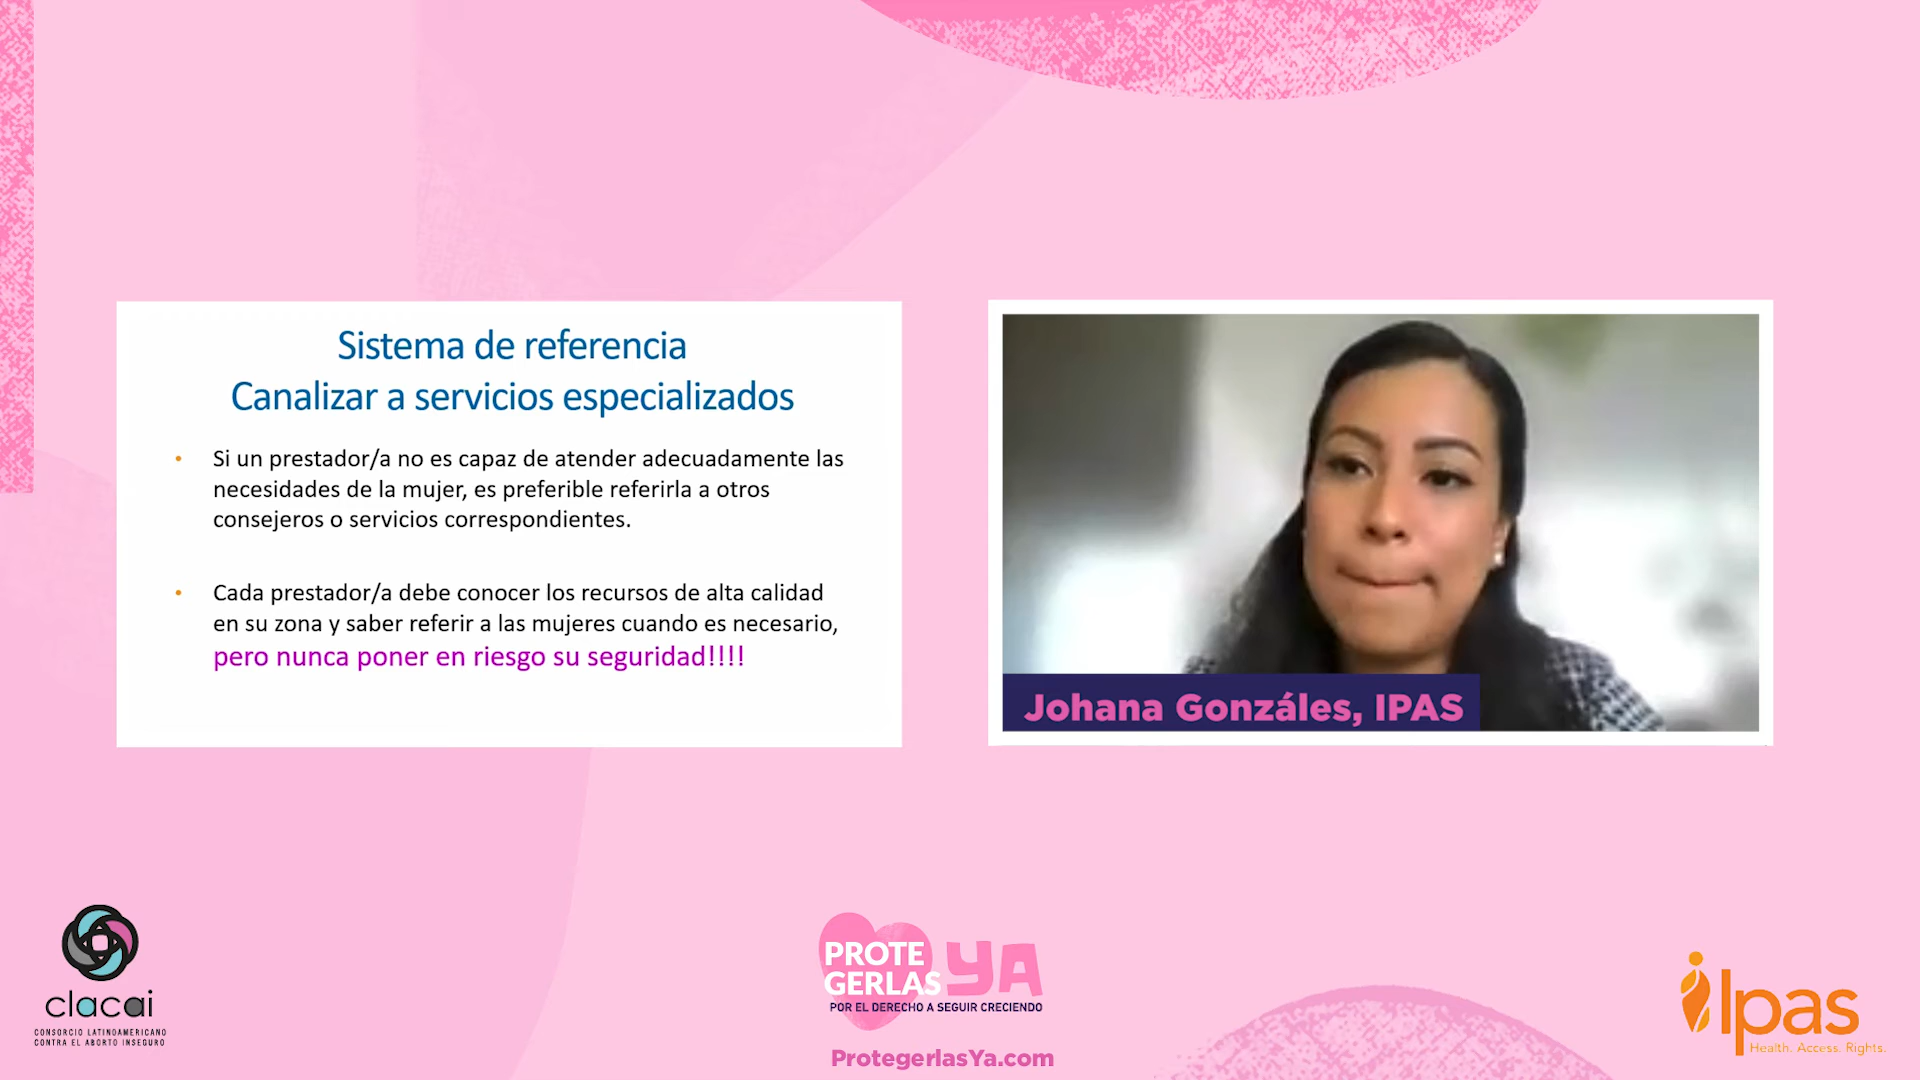 Sistema de referencia
Canalizar a servicios especializados
• Si un prestador/a no es capaz de atender adecuadamente las
necesidades de la mujer, es preferible referirla a otros
consejeros o servicios correspondientes.
• Cada prestador/a debe conocer los recursos de alta calidad
en su zona y saber referir a las mujeres cuando es necesario,
pero nunca poner en riesgo su seguridad!!!!
Johana Gonzáles, IPAS
clacai
CONSORCIO LATINOAMERICANO
CONTRA EL ABORTO INSEGURO
PROTE
GERLAS YA
POR EL DERECHO A SEGUIR CRECIENDO
ProtegerlasYa.com
Ipas
Health. Access. Rights.